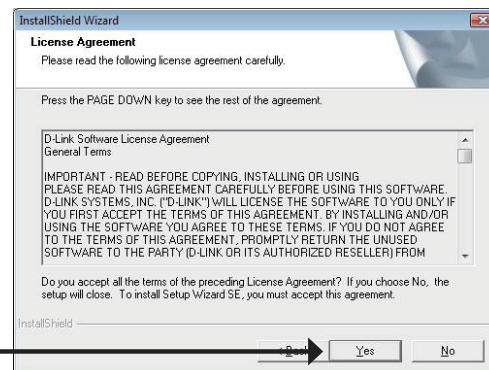 InstallShield Wizard
License Agreement
Please read the following license agreement carefully.
Press the PAGE DOWN key to see the rest of the agreement.
D-Link Software License Agreement
General Terms
IMPORTANT - READ BEFORE COPYING, INSTALLING OR USING
PLEASE READ THIS AGREEMENT CAREFULLY BEFORE USING THIS SOFTWARE.
D-LINK SYSTEMS, INC. ("D-LINK") WILL LICENSE THE SOFTWARE TO YOU ONLY IF
YOU FIRST ACCEPT THE TERMS OF THIS AGREEMENT. BY INSTALLING AND/OR
USING THE SOFTWARE YOU AGREE TO THESE TERMS. IF YOU DO NOT AGREE
TO THE TERMS OF THIS AGREEMENT, PROMPTLY RETURN THE UNUSED
SOFTWARE TO THE PARTY (D-LINK OR ITS AUTHORIZED RESELLER) FROM
Do you accept all the terms of the preceding License Agreement? If you choose No, the
setup will close. To install Setup Wizard SE, you must accept this agreement.
InstallShield
Yes No